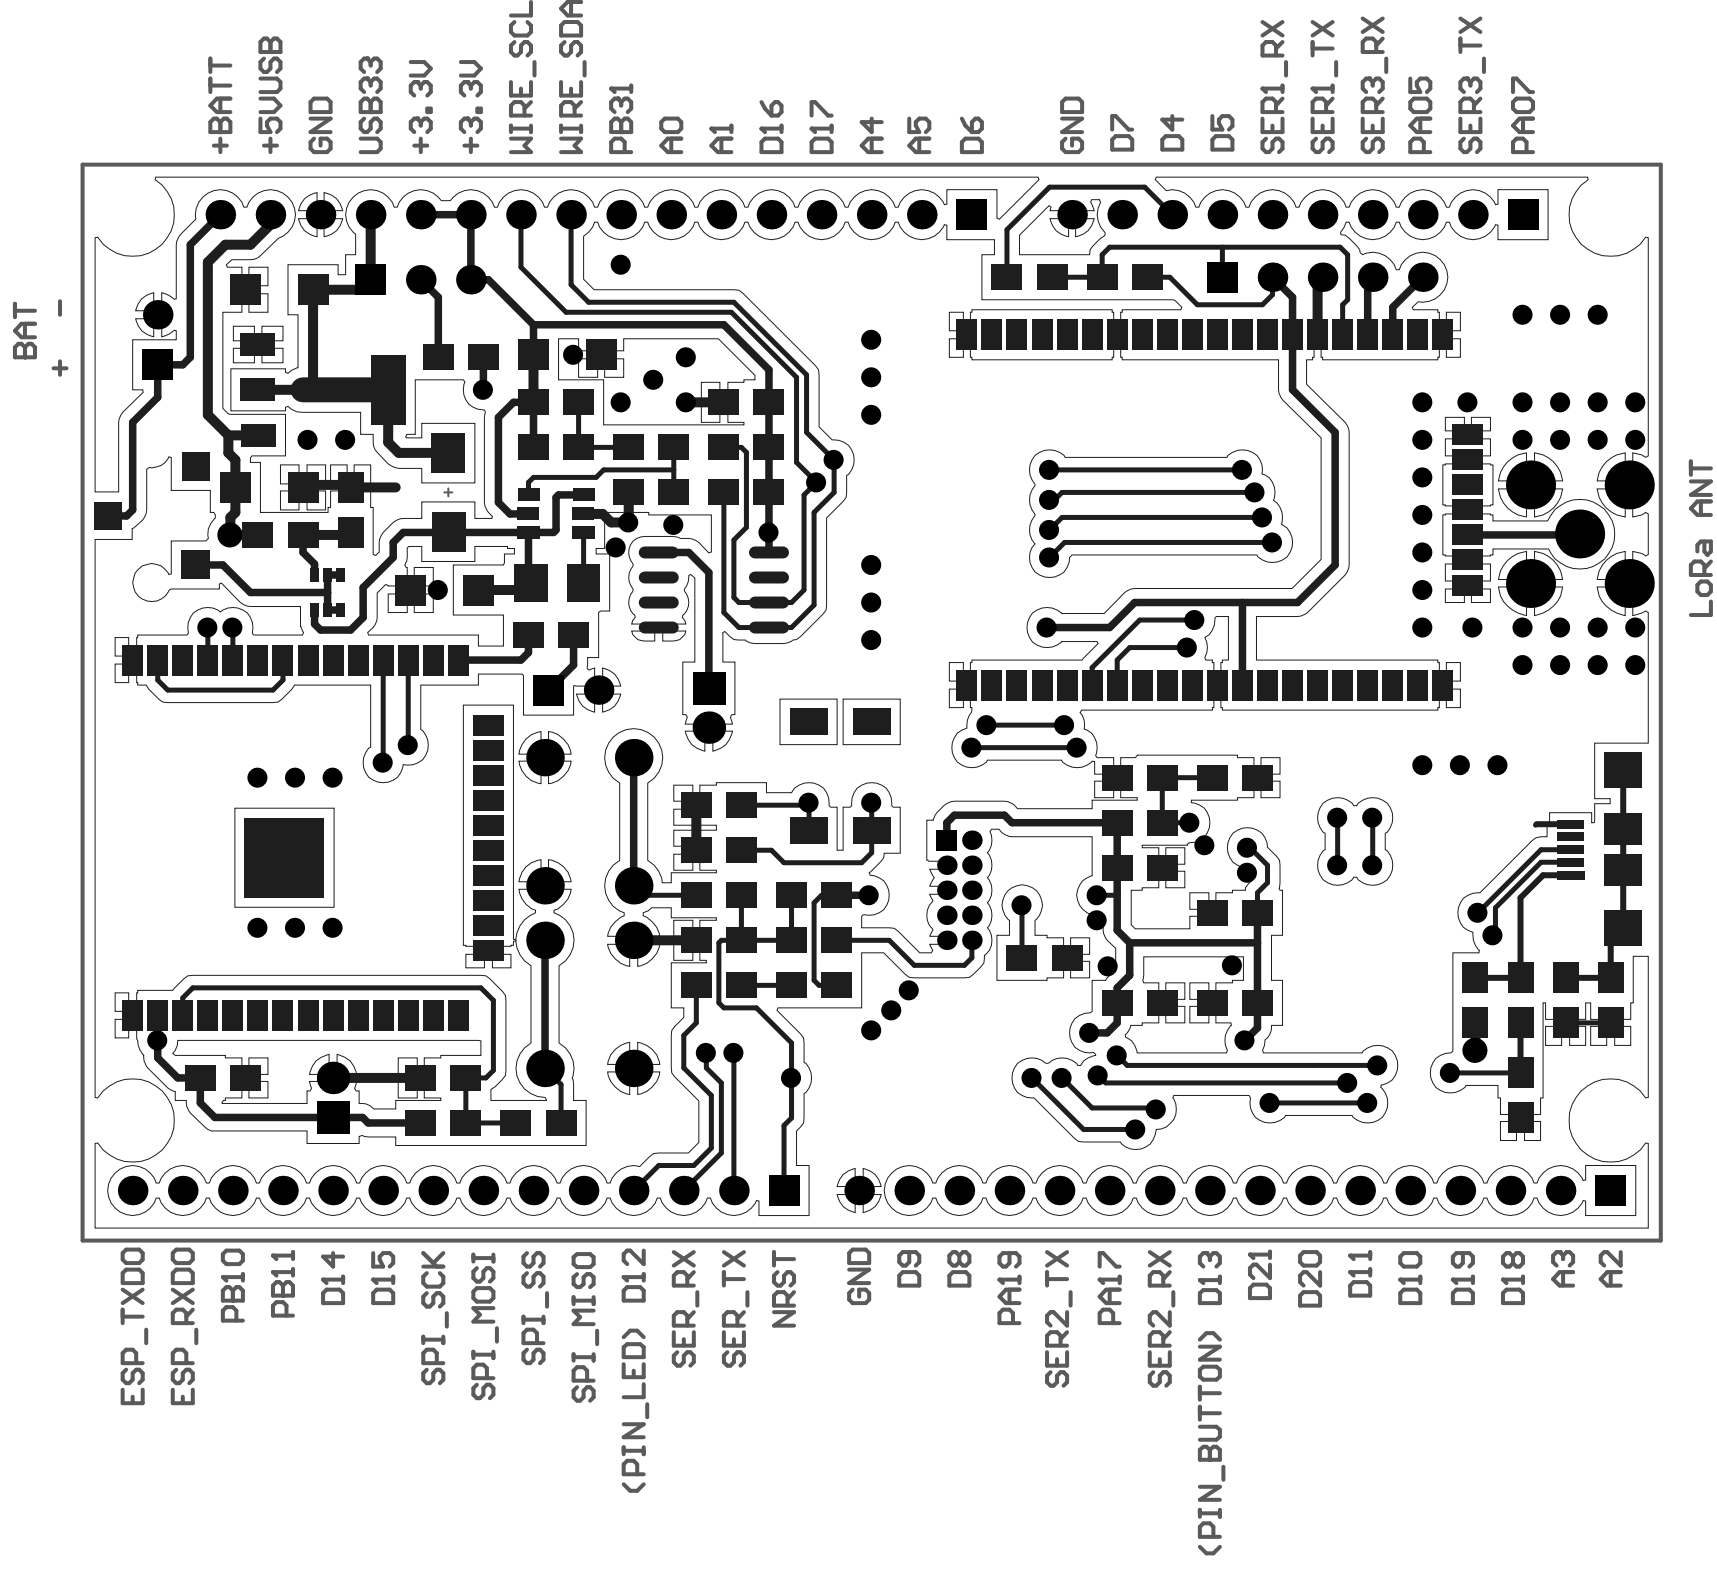 +BATT
+5VUSB
GND
USB33
+3.3V
+3.3V
WIRE_SCL
WIRE_SDA
PB31
A0
A1
D16
D17
A4
A5
D6
GND
D7
D4
D5
SER1_RX
SER1_TX
SER3_RX
PA05
SER3_TX
PA07
BAT
+ -
+
LoRa ANT
ESP_TXD0
ESP_RXD0
PB10
PB11
D14
D15
SPI_SCK
SPI_MOSI
SPI_SS
SPI_MISO
(PIN_LED) D12
SER_RX
SER_TX
NRST
GND
D9
D8
PA19
SER2_TX
PA17
SER2_RX
(PIN_BUTTON) D13
D21
D20
D11
D10
D19
D18
A3
A2